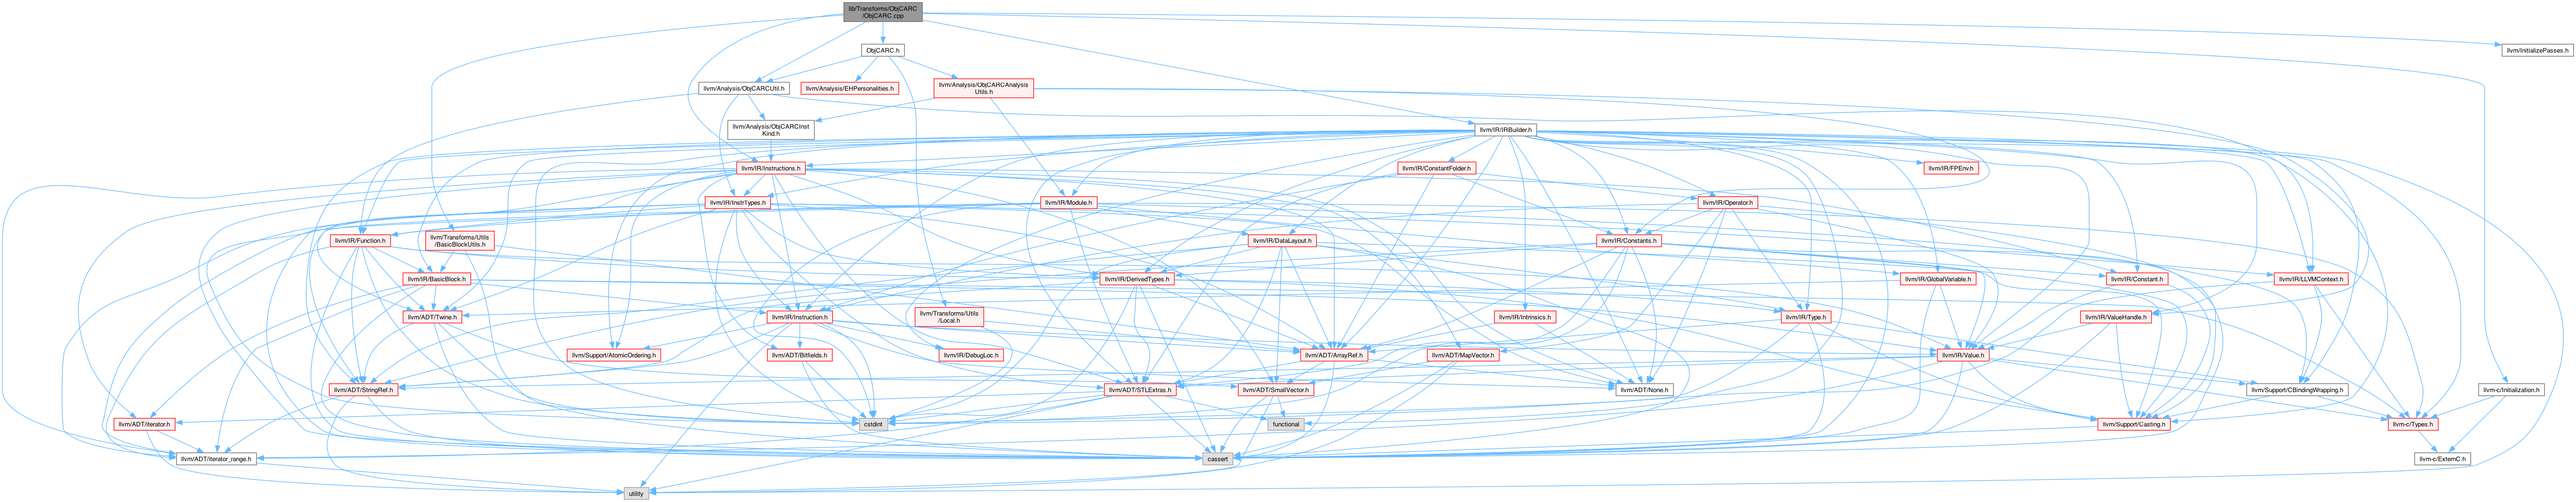 lib/Transforms/ObjCARC
/ObjCARC.cpp
ObjCARC.h
llvm/InitializePasses.h
llvm/Analysis/ObjCARCUtil.h
llvm/Analysis/EHPersonalities.h
llvm/Analysis/ObjCARCAnalysis
Utils.h
llvm/Analysis/ObjCARCInst
Kind.h
llvm/IR/IRBuilder.h
llvm/IR/Instructions.h
llvm/IR/ConstantFolder.h
llvm/IR/FPEnv.h
llvm/IR/InstrTypes.h
llvm/IR/Module.h
llvm/IR/Operator.h
llvm/IR/Function.h
llvm/Transforms/Utils
/BasicBlockUtils.h
llvm/IR/DataLayout.h
llvm/IR/Constants.h
llvm/IR/BasicBlock.h
llvm/IR/DerivedTypes.h
llvm/IR/GlobalVariable.h
llvm/IR/Constant.h
llvm/IR/LLVMContext.h
llvm/ADT/Twine.h
llvm/IR/Instruction.h
llvm/Transforms/Utils
/Local.h
llvm/IR/Intrinsics.h
llvm/IR/Type.h
llvm/IR/ValueHandle.h
llvm/Support/AtomicOrdering.h
llvm/ADT/Bitfields.h
llvm/IR/DebugLoc.h
llvm/ADT/ArrayRef.h
llvm/ADT/MapVector.h
llvm/IR/Value.h
llvm/ADT/StringRef.h
llvm/ADT/STLExtras.h
llvm/ADT/SmallVector.h
llvm/ADT/None.h
llvm/Support/CBindingWrapping.h
llvm-c/Initialization.h
llvm/ADT/iterator.h
cstdint
functional
llvm/Support/Casting.h
llvm-c/Types.h
llvm/ADT/iterator_range.h
cassert
llvm-c/ExternC.h
utility